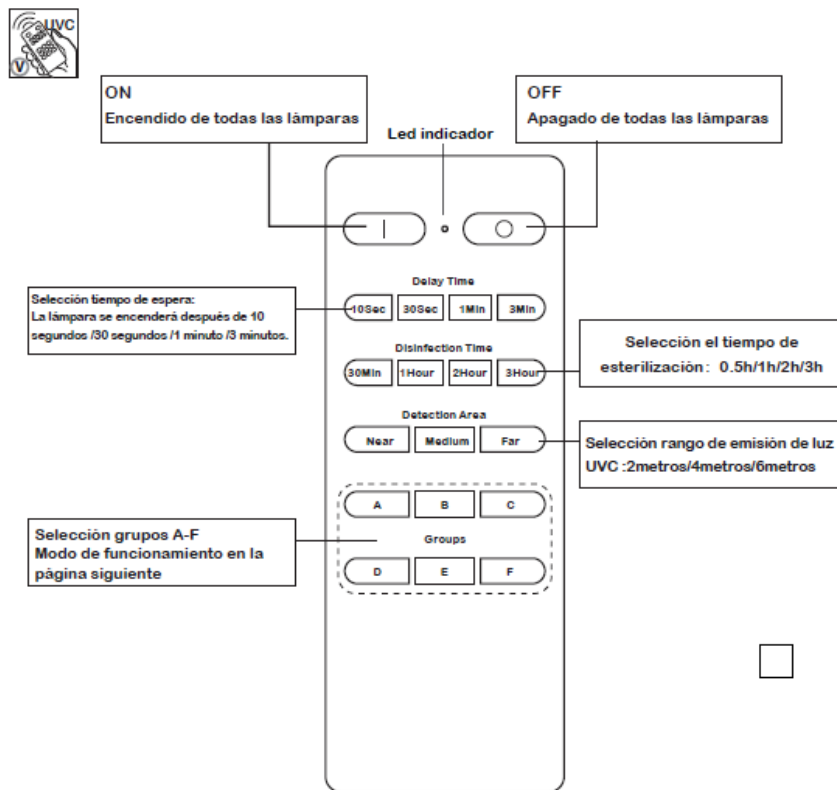 UVC
V
ON
Encendido de todas las lámparas
OFF
Apagado de todas las lámparas
Led indicador
Delay Time
10Sec 30Sec 1Min 3Min
Selección tiempo de espera:
La lámpara se encenderá después de 10
segundos /30 segundos /1 minuto /3 minutos.
Disinfection Time
30Min 1Hour 2Hour 3Hour
Selección el tiempo de
esterilización : 0.5h/1h/2h/3h
Detection Area
Near Medium Far
Selección rango de emisión de luz
UVC :2metros/4metros/6metros
A B C
Groups
D E F
Selección grupos A-F
Modo de funcionamiento en la
página siguiente